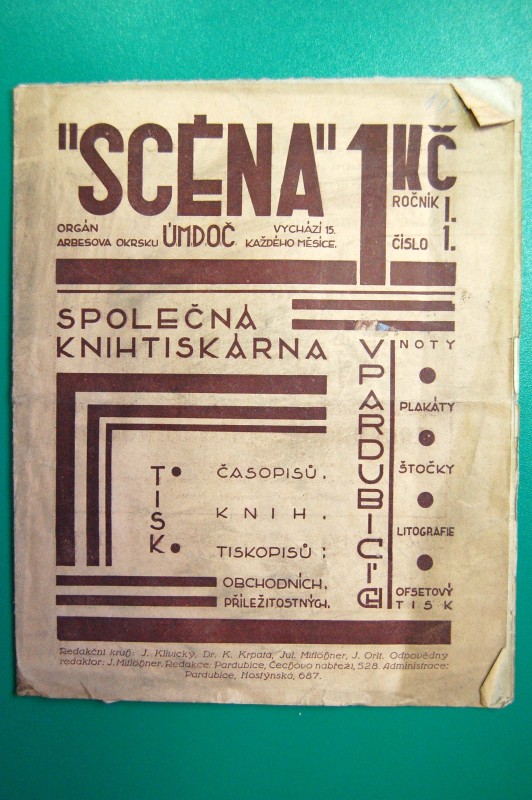 "SCÉNA" 1 KČ
ROČNÍK I.
ČÍSLO 1.
ORGÁN
ARBESOVA OKRSKU ÚMDOČ
VYCHÁZÍ 15.
KAŽDÉHO MĚSÍCE.
SPOLEČNÁ
KNIHTISKÁRNA
V PARDUBICÍCH
TISK
ČASOPISŮ,
KNIH,
TISKOPISŮ:
OBCHODNÍCH,
PŘÍLEŽITOSTNÝCH.
NOTY
PLAKÁTY
ŠTOČKY
LITOGRAFIE
OFSETOVÝ
TISK
Redakční kruh: J. Klivický, Dr. K. Krpata, Jul. Mitlöhner, J. Orlt. Odpovědný
redaktor: J. Mitlöhner. Redakce: Pardubice, Čechovo nábřeží, 528. Administrace:
Pardubice, Hostýnská, 687.